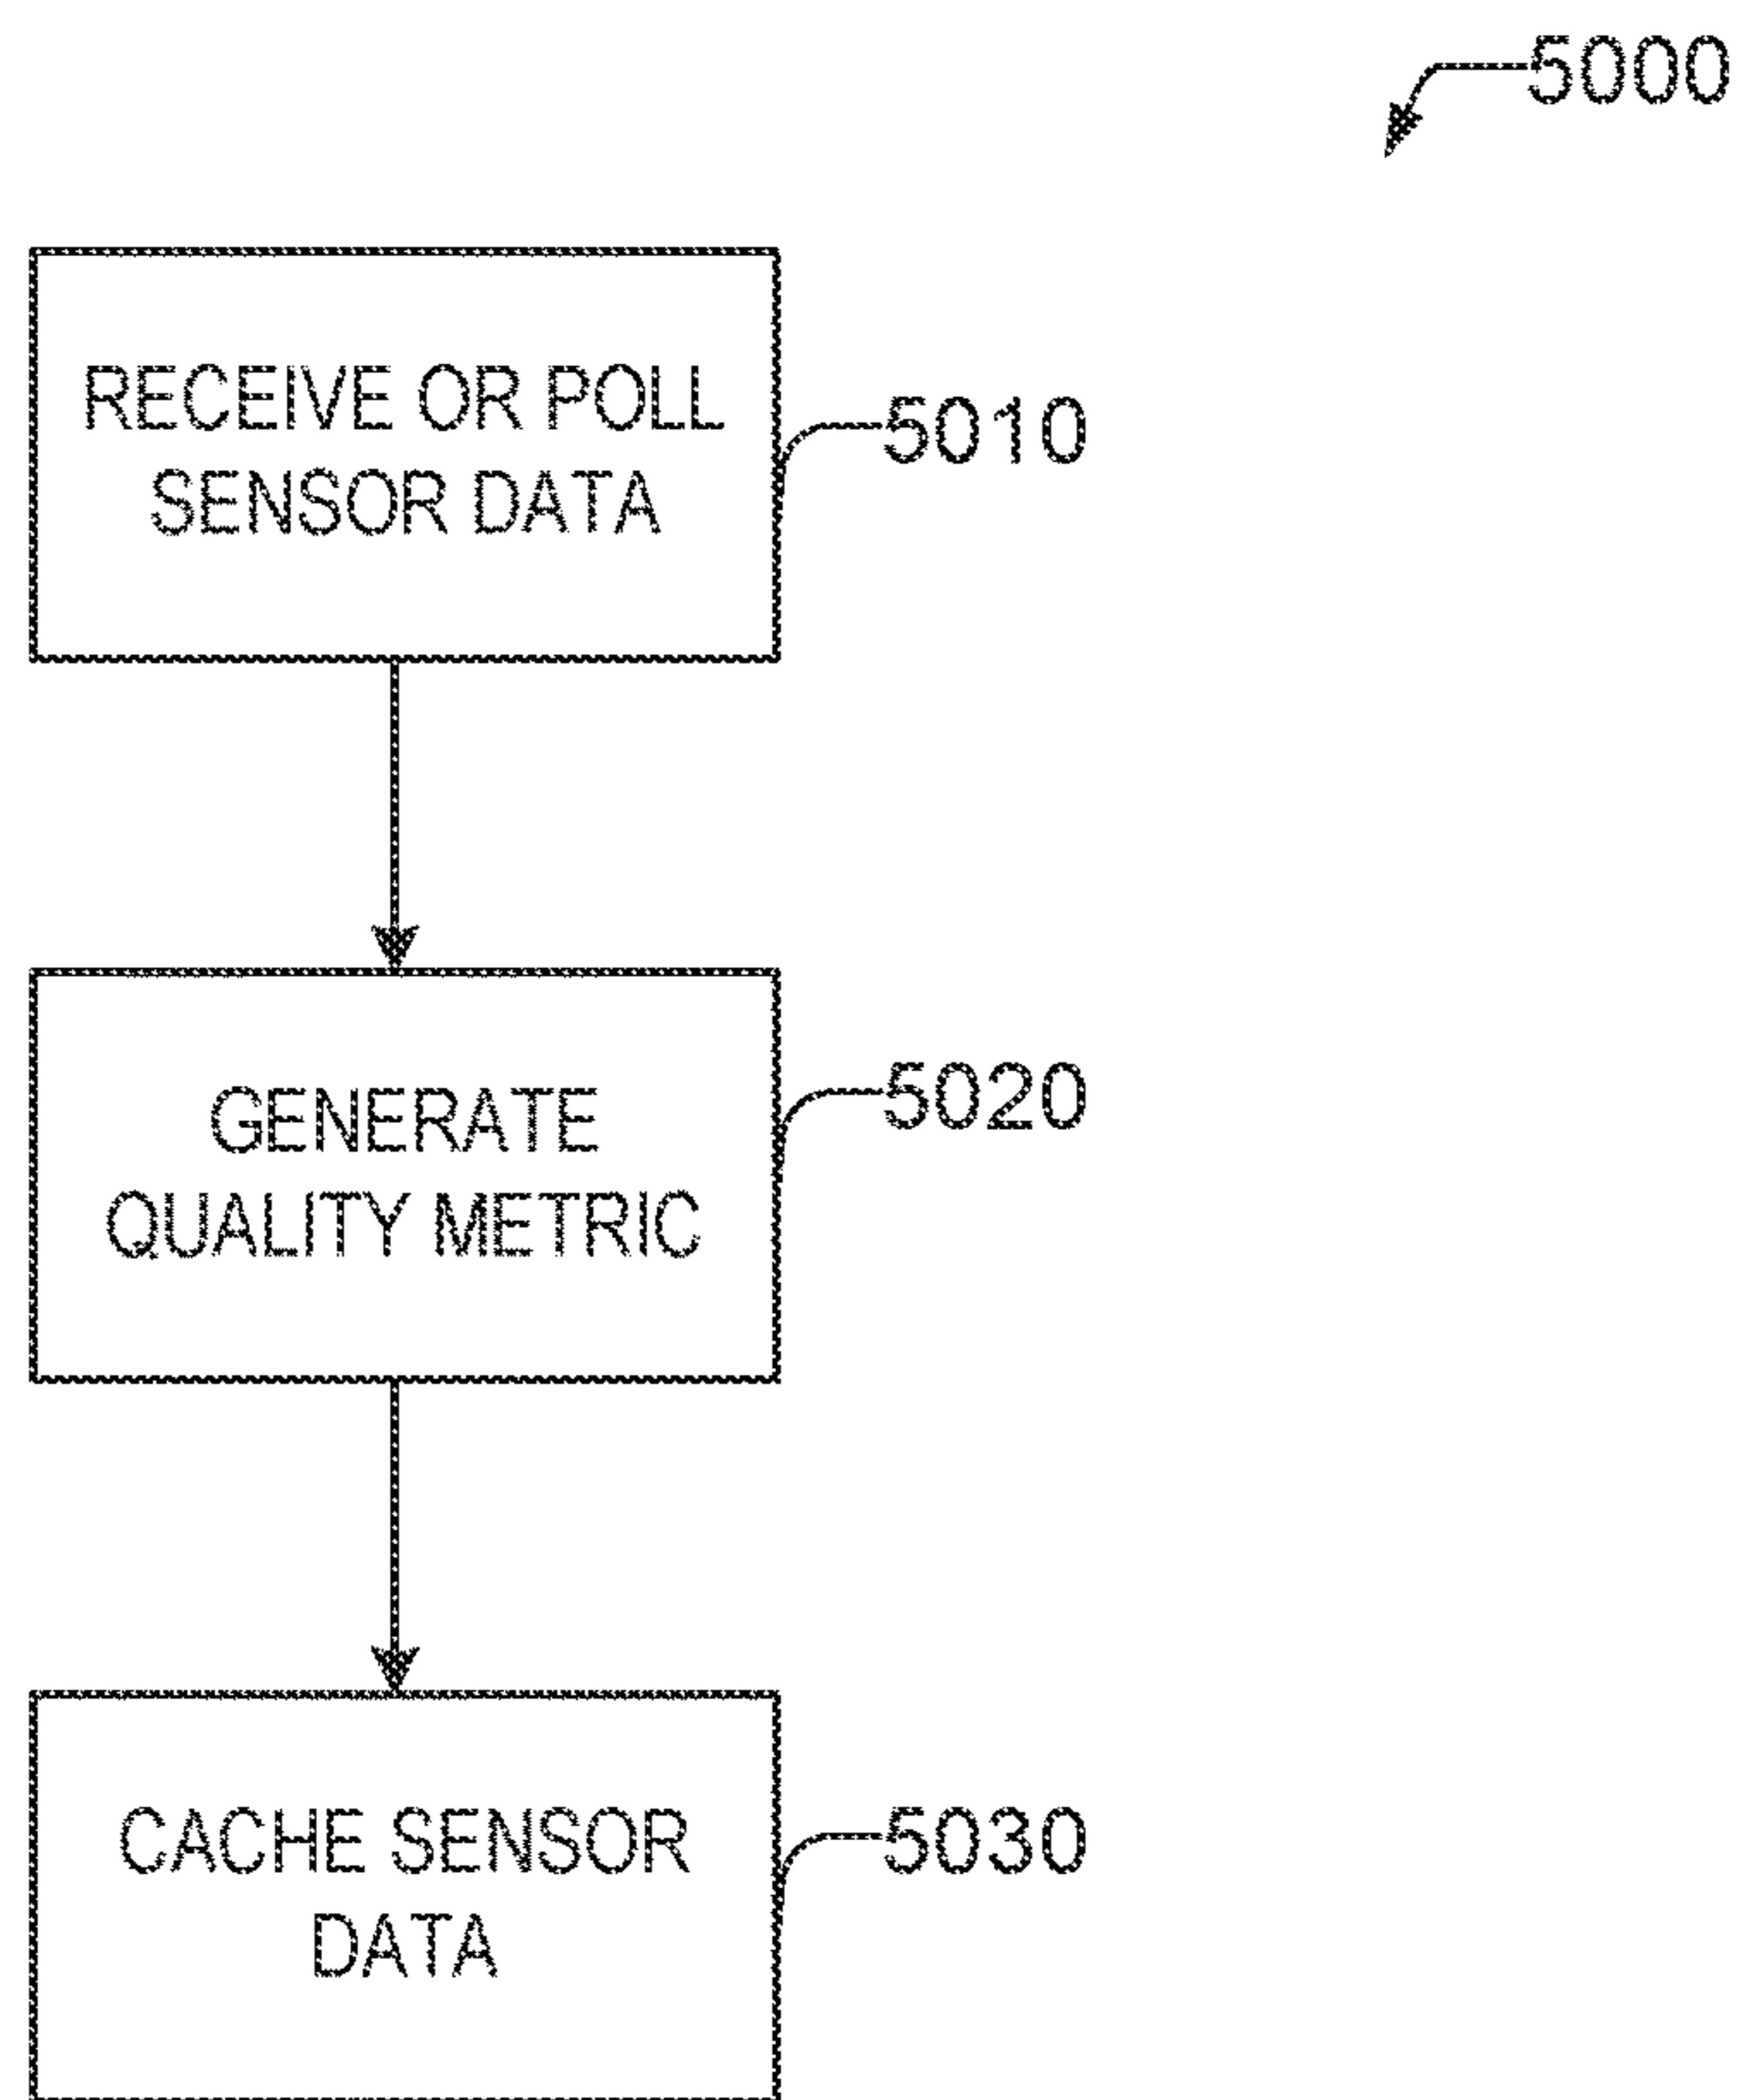 5000
RECEIVE OR POLL
SENSOR DATA
5010
GENERATE
QUALITY METRIC
5020
CACHE SENSOR
DATA
5030